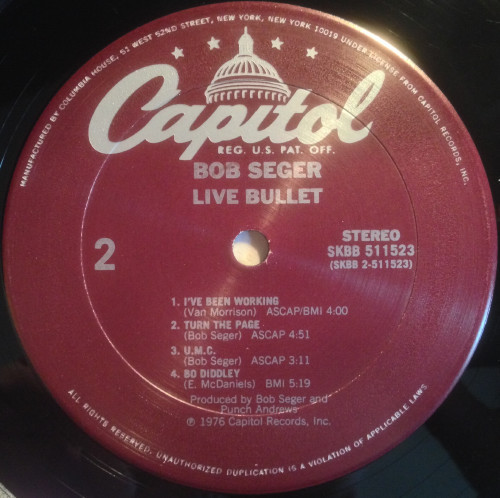 MANUFACTURED BY COLUMBIA HOUSE, 51 WEST 52ND STREET, NEW YORK, NEW YORK 10019 UNDER LICENSE FROM CAPITOL RECORDS, INC.
Capitol
REG. U.S. PAT. OFF.
BOB SEGER
LIVE BULLET
2
STEREO
SKBB 511523
(SKBB 2-511523)
1. I'VE BEEN WORKING
(Van Morrison) ASCAP/BMI 4:00
2. TURN THE PAGE
(Bob Seger) ASCAP 4:51
3. U.M.C.
(Bob Seger) ASCAP 3:11
4. BO DIDDLEY
(E. McDaniels) BMI 5:19
Produced by Bob Seger and
Punch Andrews
℗ 1976 Capitol Records, Inc.
ALL RIGHTS RESERVED. UNAUTHORIZED DUPLICATION IS A VIOLATION OF APPLICABLE LAWS.